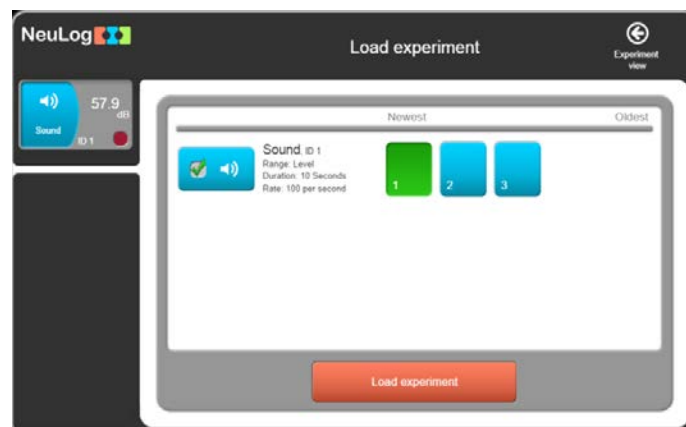 NeuLog
Load experiment
Experiment
view
57.9
dB
Sound
ID 1
Newest
Oldest
Sound, ID 1
Range: Level
Duration: 10 Seconds
Rate: 100 per second
1
2
3
Load experiment